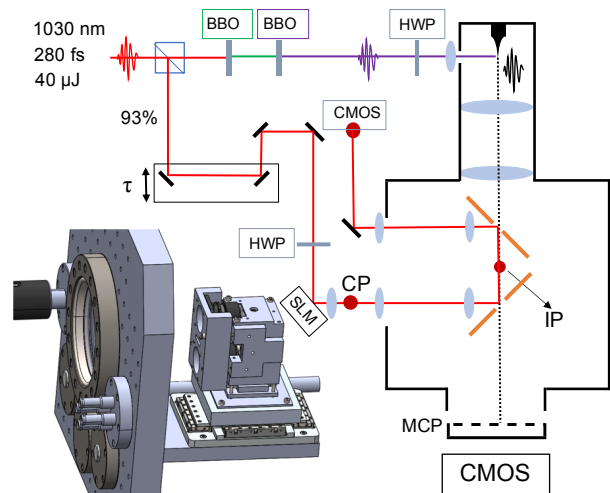 1030 nm
280 fs
40 µJ
BBO
BBO
HWP
93%
CMOS
τ
HWP
SLM
CP
IP
MCP
CMOS